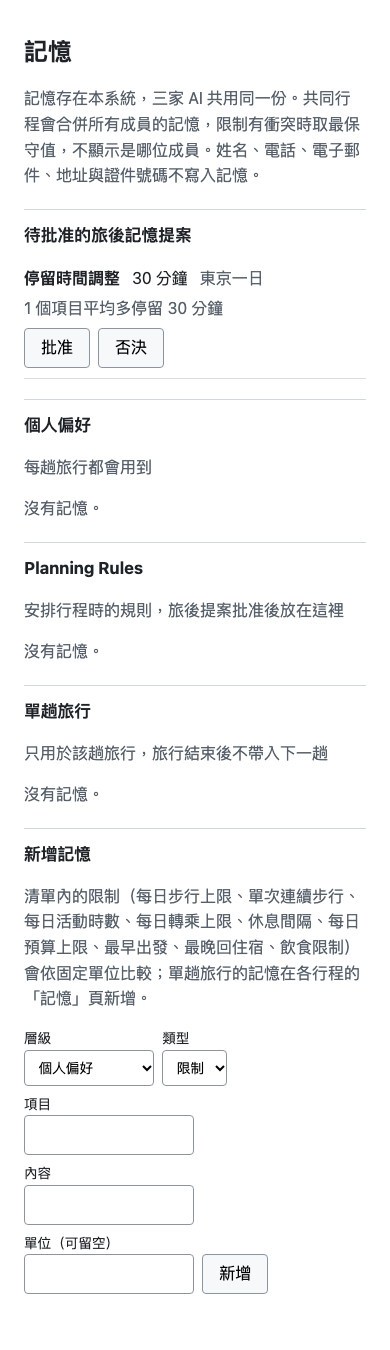 記憶
記憶存在本系統，三家 AI 共用同一份。共同行
程會合併所有成員的記憶，限制有衝突時取最保
守值，不顯示是哪位成員。姓名、電話、電子郵
件、地址與證件號碼不寫入記憶。
待批准的旅後記憶提案
停留時間調整 30 分鐘 東京一日
1 個項目平均多停留 30 分鐘
批准 否決
個人偏好
每趟旅行都會用到
沒有記憶。
Planning Rules
安排行程時的規則，旅後提案批准後放在這裡
沒有記憶。
單趟旅行
只用於該趟旅行，旅行結束後不帶入下一趟
沒有記憶。
新增記憶
清單內的限制（每日步行上限、單次連續步行、
每日活動時數、每日轉乘上限、休息間隔、每日
預算上限、最早出發、最晚回住宿、飲食限制）
會依固定單位比較；單趟旅行的記憶在各行程的
「記憶」頁新增。
層級 類型
個人偏好 限制
項目
內容
單位（可留空）
新增